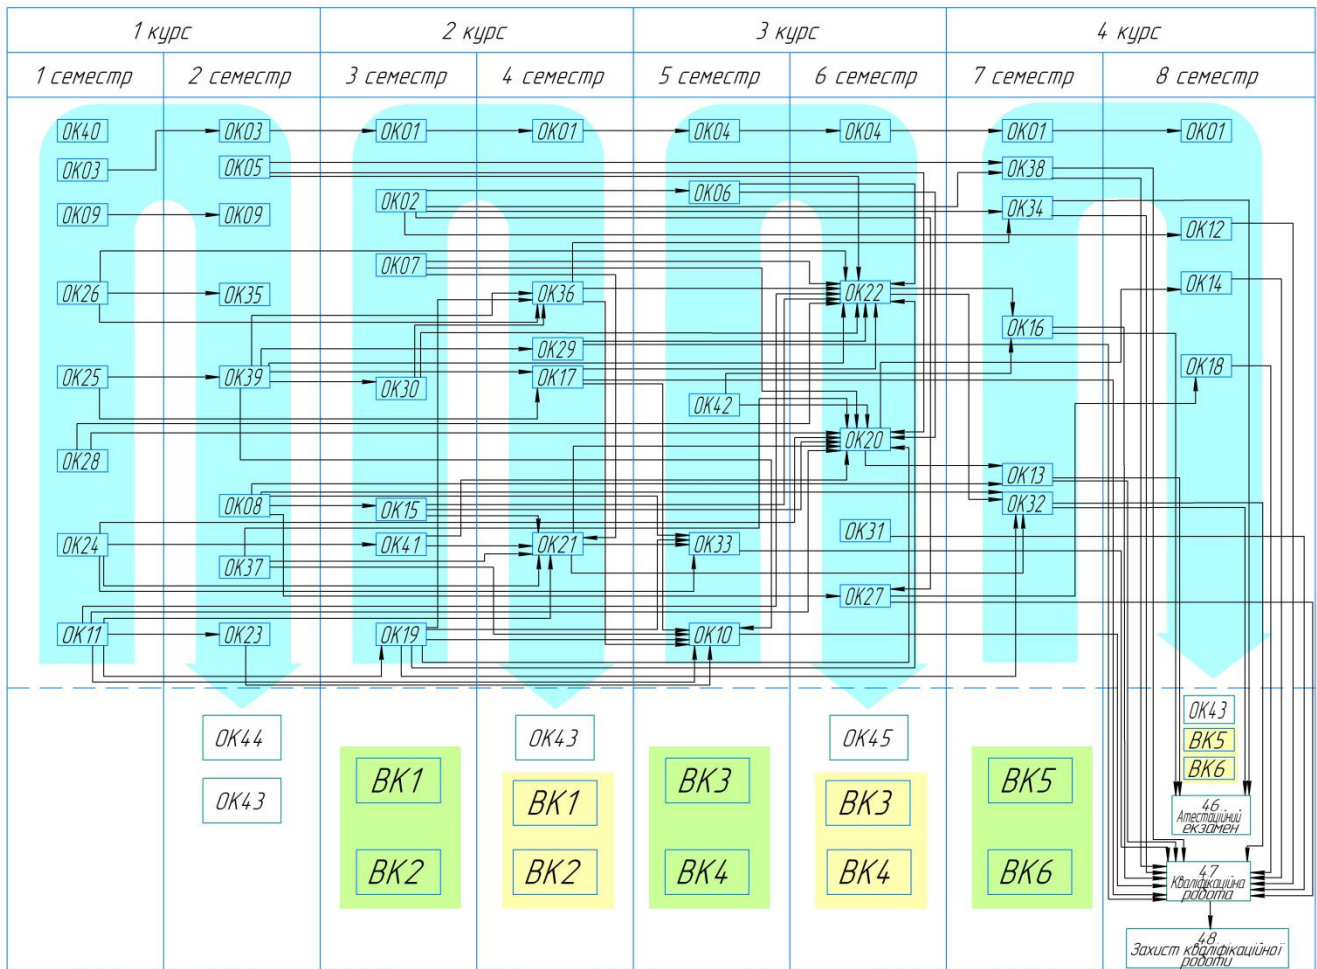 1 курс 2 курс 3 курс 4 курс
1 семестр 2 семестр 3 семестр 4 семестр 5 семестр 6 семестр 7 семестр 8 семестр
ОК40 ОК03 ОК01 ОК01 ОК04 ОК04 ОК01 ОК01
ОК03 ОК05 ОК38
ОК02 ОК06
ОК09 ОК09 ОК34
ОК12
ОК07
ОК26 ОК35 ОК36 ОК22 ОК14
ОК16
ОК29
ОК25 ОК39 ОК30 ОК17 ОК18
ОК42
ОК28 ОК20
ОК13
ОК08 ОК15 ОК32
ОК31
ОК24 ОК41 ОК21 ОК33
ОК37
ОК27
ОК11 ОК23 ОК19 ОК10
ОК44 ОК43 ОК45 ОК43
ВК5
ВК6
ВК1 ВК3 ВК5
ОК43 ВК1 ВК3
46
Атестаційний
екзамен
ВК2 ВК2 ВК4 ВК4 ВК6
47
Кваліфікаційна
робота
48
Захист кваліфікаційної
роботи